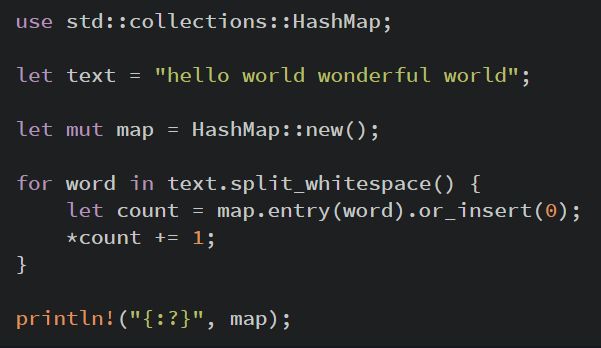 use std::collections::HashMap;
let text = "hello world wonderful world";
let mut map = HashMap::new();
for word in text.split_whitespace() {
    let count = map.entry(word).or_insert(0);
    *count += 1;
}
println!("{:?}", map);